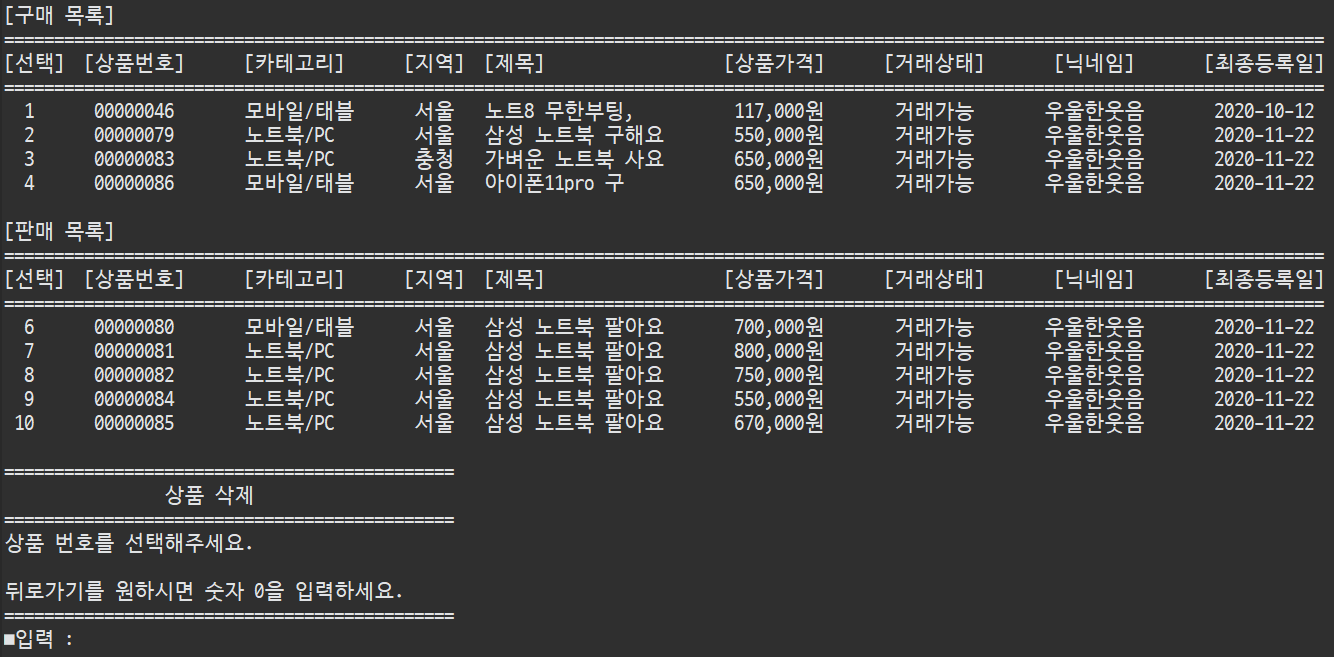 [구매 목록]
====================================================================================================================================
[선택] [상품번호] [카테고리] [지역] [제목] [상품가격] [거래상태] [닉네임] [최종등록일]
====================================================================================================================================
1 00000046 모바일/태블 서울 노트8 무한부팅, 117,000원 거래가능 우울한웃음 2020-10-12
2 00000079 노트북/PC 서울 삼성 노트북 구해요 550,000원 거래가능 우울한웃음 2020-11-22
3 00000083 노트북/PC 충청 가벼운 노트북 사요 650,000원 거래가능 우울한웃음 2020-11-22
4 00000086 모바일/태블 서울 아이폰11pro 구 650,000원 거래가능 우울한웃음 2020-11-22
[판매 목록]
====================================================================================================================================
[선택] [상품번호] [카테고리] [지역] [제목] [상품가격] [거래상태] [닉네임] [최종등록일]
====================================================================================================================================
6 00000080 모바일/태블 서울 삼성 노트북 팔아요 700,000원 거래가능 우울한웃음 2020-11-22
7 00000081 노트북/PC 서울 삼성 노트북 팔아요 800,000원 거래가능 우울한웃음 2020-11-22
8 00000082 노트북/PC 서울 삼성 노트북 팔아요 750,000원 거래가능 우울한웃음 2020-11-22
9 00000084 노트북/PC 서울 삼성 노트북 팔아요 550,000원 거래가능 우울한웃음 2020-11-22
10 00000085 노트북/PC 서울 삼성 노트북 팔아요 670,000원 거래가능 우울한웃음 2020-11-22
=============================================
상품 삭제
=============================================
상품 번호를 선택해주세요.
뒤로가기를 원하시면 숫자 0을 입력하세요.
=============================================
■입력 :